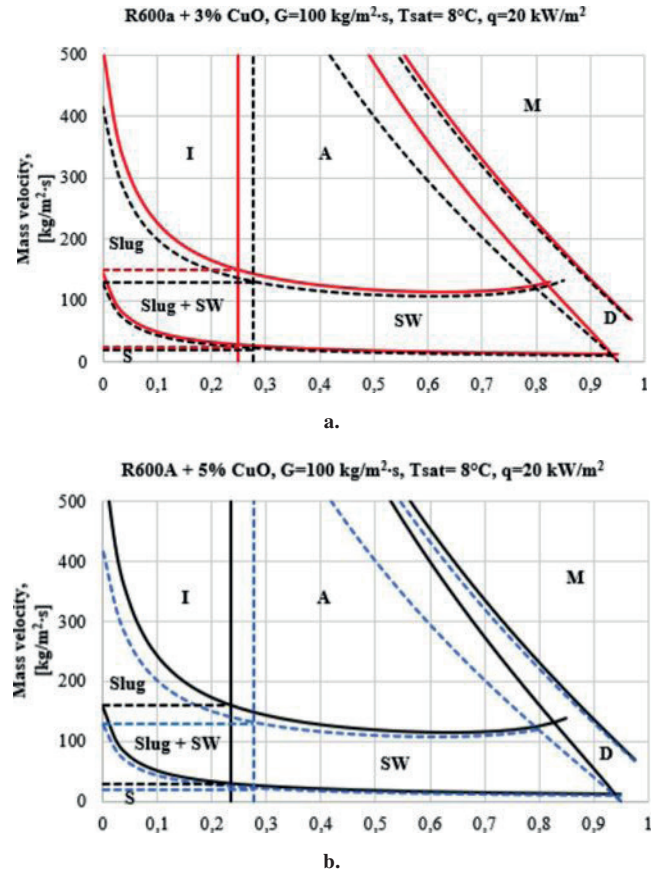 R600a + 3% CuO, G=100 kg/m²·s, Tsat= 8°C, q=20 kW/m²
Mass velocity,
[kg/m²·s]
500
400
300
200
100
0
M
I
A
Slug
Slug + SW
SW
D
S
0 0,1 0,2 0,3 0,4 0,5 0,6 0,7 0,8 0,9 1
a.
R600A + 5% CuO, G=100 kg/m²·s, Tsat= 8°C, q=20 kW/m²
Mass velocity,
[kg/m²·s]
500
400
300
200
100
0
M
I
A
Slug
Slug + SW
SW
D
S
0 0,1 0,2 0,3 0,4 0,5 0,6 0,7 0,8 0,9 1
b.